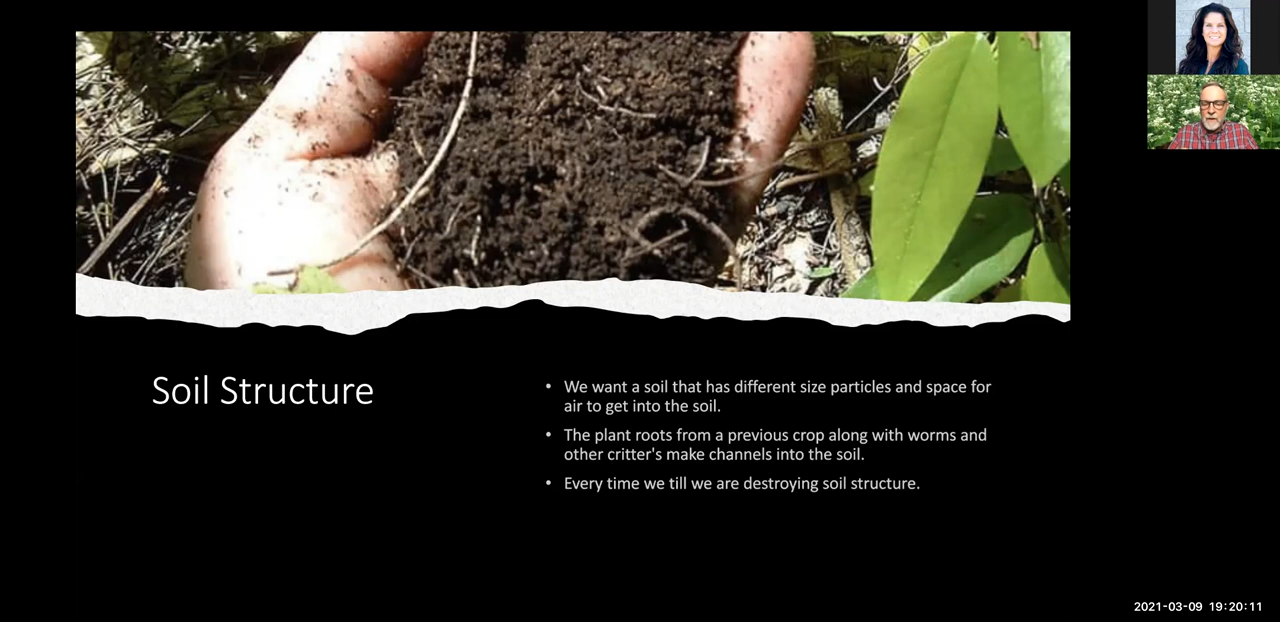 Soil Structure
• We want a soil that has different size particles and space for
air to get into the soil.
• The plant roots from a previous crop along with worms and
other critter's make channels into the soil.
• Every time we till we are destroying soil structure.
2021-03-09 19:20:11